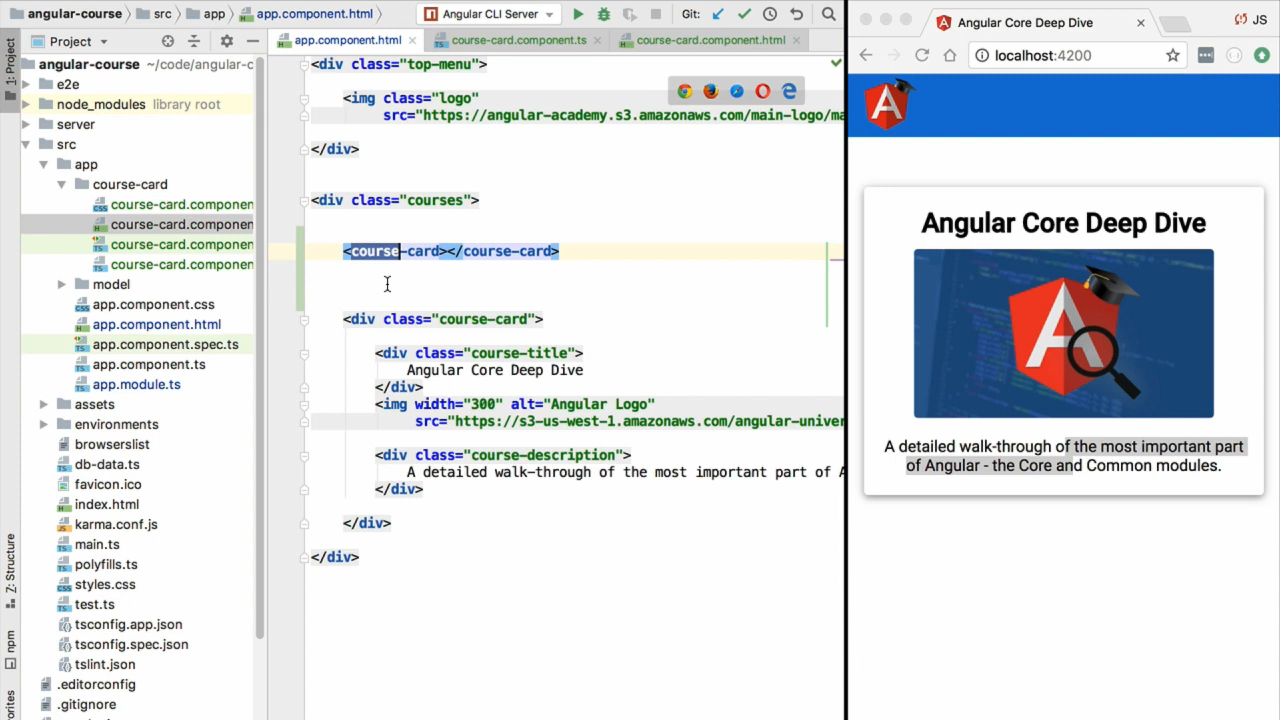 angular-course
src
app
app.component.html
Angular CLI Server
Git:
Project
app.component.html
course-card.component.ts
course-card.component.html
1: Project
Z: Structure
npm
angular-course ~/code/angular-c
e2e
node_modules library root
server
src
app
course-card
course-card.componen
course-card.componen
course-card.componen
course-card.componen
model
app.component.css
app.component.html
app.component.spec.ts
app.component.ts
app.module.ts
assets
environments
browserslist
db-data.ts
favicon.ico
index.html
karma.conf.js
main.ts
polyfills.ts
styles.css
test.ts
tsconfig.app.json
tsconfig.spec.json
tslint.json
.editorconfig
.gitignore
<div class="top-menu">
<img class="logo"
src="https://angular-academy.s3.amazonaws.com/main-logo/ma
</div>
<div class="courses">
<course-card></course-card>
<div class="course-card">
<div class="course-title">
Angular Core Deep Dive
</div>
<img width="300" alt="Angular Logo"
src="https://s3-us-west-1.amazonaws.com/angular-univer
<div class="course-description">
A detailed walk-through of the most important part of A
</div>
</div>
</div>
Angular Core Deep Dive
JS
localhost:4200
Angular Core Deep Dive
A detailed walk-through of the most important part
of Angular - the Core and Common modules.